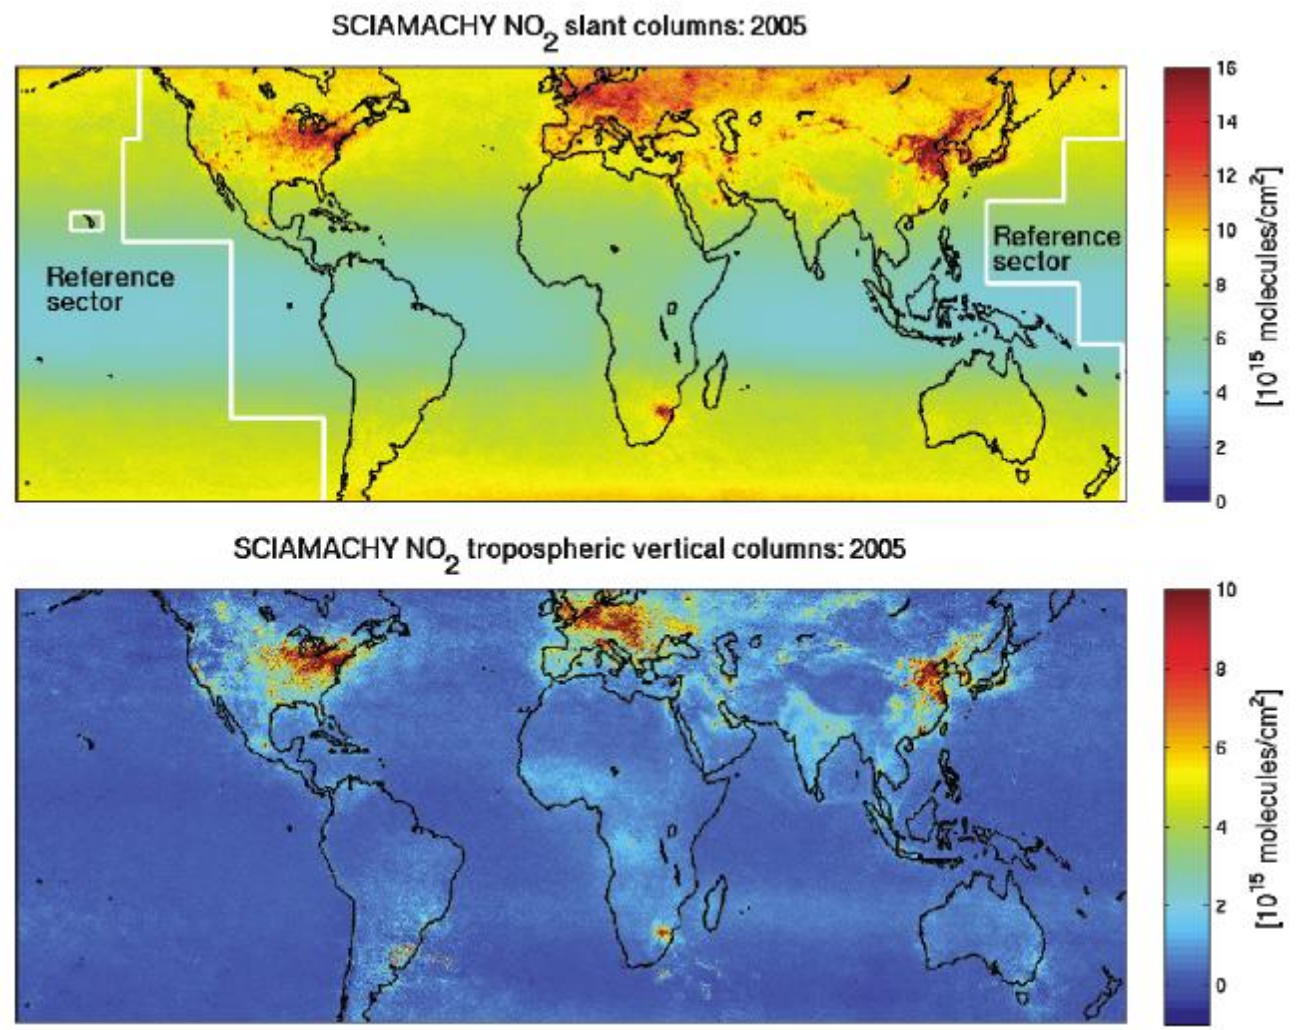 SCIAMACHY NO2 slant columns: 2005
16
14
12
10
8
6
4
2
0
[10^15 molecules/cm^2]
Reference
sector
Reference
sector
SCIAMACHY NO2 tropospheric vertical columns: 2005
10
8
6
4
2
0
[10^15 molecules/cm^2]